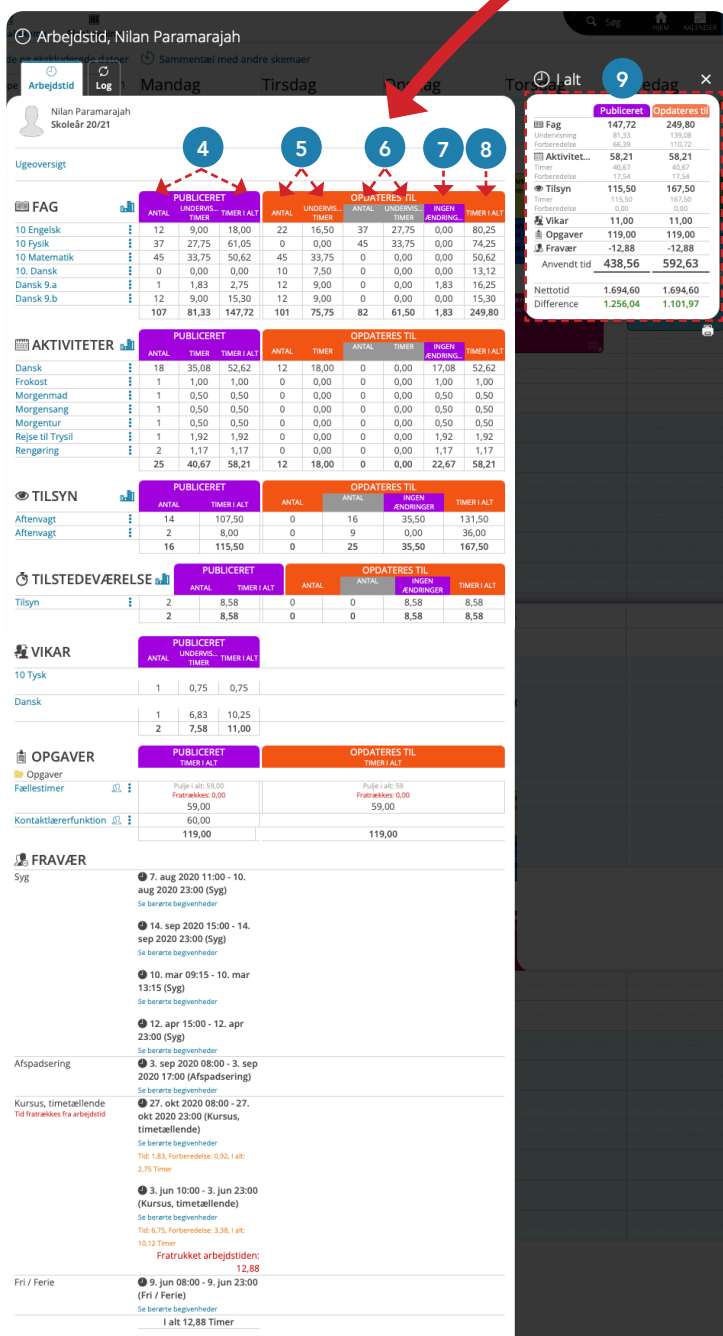 Søg
HJEM
KALENDER
Arbejdstid, Nilan Paramarajah
Sammentæl med andre skemaer
Arbejdstid
Log
Mandag
Tirsdag
Nilan Paramarajah
Skoleår 20/21
Ugeoversigt
4
5
6
7
8
FAG
PUBLICERET
OPDATERES TIL
ANTAL UNDERVIS... TIMER TIMER I ALT ANTAL UNDERVIS... TIMER ANTAL UNDERVIS... TIMER INGEN ÆNDRING... TIMER I ALT
10 Engelsk 12 9,00 18,00 22 16,50 37 27,75 0,00 80,25
10 Fysik 37 27,75 61,05 0 0,00 45 33,75 0,00 74,25
10 Matematik 45 33,75 50,62 45 33,75 0 0,00 0,00 50,62
10. Dansk 0 0,00 0,00 10 7,50 0 0,00 0,00 13,12
Dansk 9.a 1 1,83 2,75 12 9,00 0 0,00 1,83 16,25
Dansk 9.b 12 9,00 15,30 12 9,00 0 0,00 0,00 15,30
107 81,33 147,72 101 75,75 82 61,50 1,83 249,80
AKTIVITETER
PUBLICERET
OPDATERES TIL
ANTAL TIMER TIMER I ALT ANTAL TIMER ANTAL TIMER INGEN ÆNDRING... TIMER I ALT
Dansk 18 35,08 52,62 12 18,00 0 0,00 17,08 52,62
Frokost 1 1,00 1,00 0 0,00 0 0,00 1,00 1,00
Morgenmad 1 0,50 0,50 0 0,00 0 0,00 0,50 0,50
Morgensang 1 0,50 0,50 0 0,00 0 0,00 0,50 0,50
Morgentur 1 0,50 0,50 0 0,00 0 0,00 0,50 0,50
Rejse til Trysil 1 1,92 1,92 0 0,00 0 0,00 1,92 1,92
Rengøring 2 1,17 1,17 0 0,00 0 0,00 1,17 1,17
25 40,67 58,21 12 18,00 0 0,00 22,67 58,21
TILSYN
PUBLICERET
OPDATERES TIL
ANTAL TIMER I ALT ANTAL ANTAL INGEN ÆNDRINGER TIMER I ALT
Aftenvagt 14 107,50 0 16 35,50 131,50
Aftenvagt 2 8,00 0 9 0,00 36,00
16 115,50 0 25 35,50 167,50
TILSTEDEVÆRELSE
PUBLICERET
OPDATERES TIL
ANTAL TIMER I ALT ANTAL ANTAL INGEN ÆNDRINGER TIMER I ALT
Tilsyn 2 8,58 0 0 8,58 8,58
2 8,58 0 0 8,58 8,58
VIKAR
PUBLICERET
ANTAL UNDERVIS... TIMER TIMER I ALT
10 Tysk
1 0,75 0,75
Dansk
1 6,83 10,25
2 7,58 11,00
OPGAVER
PUBLICERET
TIMER I ALT
OPDATERES TIL
TIMER I ALT
Opgaver
Fællestimer
Pulje i alt: 59,00 Pulje i alt: 59
Fratrækkes: 0,00 Fratrækkes: 0,00
59,00 59,00
Kontaktlærerfunktion 60,00
119,00 119,00
FRAVÆR
Syg
7. aug 2020 11:00 - 10.
aug 2020 23:00 (Syg)
Se berørte begivenheder
14. sep 2020 15:00 - 14.
sep 2020 23:00 (Syg)
Se berørte begivenheder
10. mar 09:15 - 10. mar
13:15 (Syg)
Se berørte begivenheder
12. apr 15:00 - 12. apr
23:00 (Syg)
Se berørte begivenheder
Afspadsering
3. sep 2020 08:00 - 3. sep
2020 17:00 (Afspadsering)
Se berørte begivenheder
Kursus, timetællende
Tid fratrækkes fra arbejdstid
27. okt 2020 08:00 - 27.
okt 2020 23:00 (Kursus,
timetællende)
Se berørte begivenheder
Tid: 1,83, Forberedelse: 0,92, I alt:
2,75 Timer
3. jun 10:00 - 3. jun 23:00
(Kursus, timetællende)
Se berørte begivenheder
Tid: 6,75, Forberedelse: 3,38, I alt:
10,12 Timer
Fratrukket arbejdstiden:
12,88
Fri / Ferie
9. jun 08:00 - 9. jun 23:00
(Fri / Ferie)
Se berørte begivenheder
I alt 12,88 Timer
I alt
9
Publiceret Opdateres til
Fag 147,72 249,80
Undervisning 81,33 139,08
Forberedelse 66,39 110,72
Aktivitet... 58,21 58,21
Timer 40,67 40,67
Forberedelse 17,54 17,54
Tilsyn 115,50 167,50
Timer 115,50 167,50
Forberedelse 0,00 0,00
Vikar 11,00 11,00
Opgaver 119,00 119,00
Fravær -12,88 -12,88
Anvendt tid 438,56 592,63
Nettotid 1.694,60 1.694,60
Difference 1.256,04 1.101,97